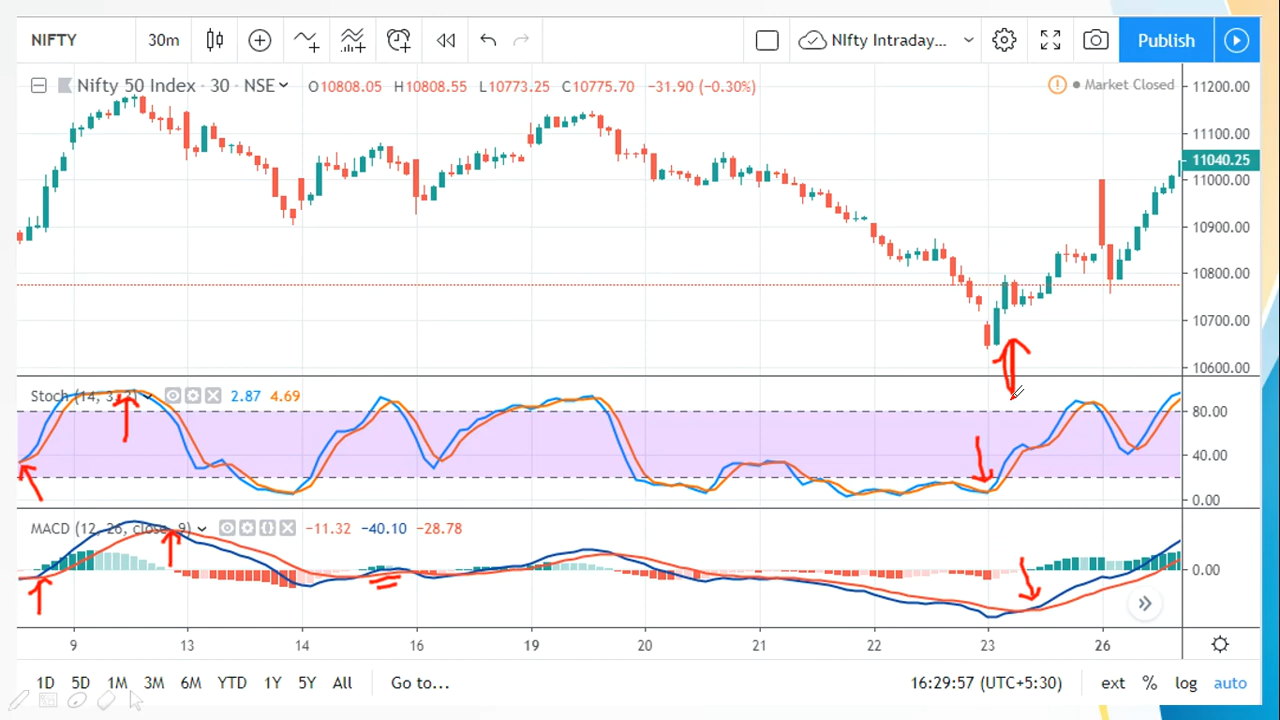 NIFTY 30m NIfty Intraday... Publish
Nifty 50 Index - 30 - NSE O10808.05 H10808.55 L10773.25 C10775.70 −31.90 (−0.30%) Market Closed
11200.00
11100.00
11040.25
11000.00
10900.00
10800.00
10700.00
10600.00
Stoch (14, 3, 3) 2.87 4.69
80.00
40.00
0.00
MACD (12, 26, close, 9) −11.32 −40.10 −28.78
0.00
9 13 14 16 19 20 21 22 23 26
1D 5D 1M 3M 6M YTD 1Y 5Y All Go to... 16:29:57 (UTC+5:30) ext % log auto